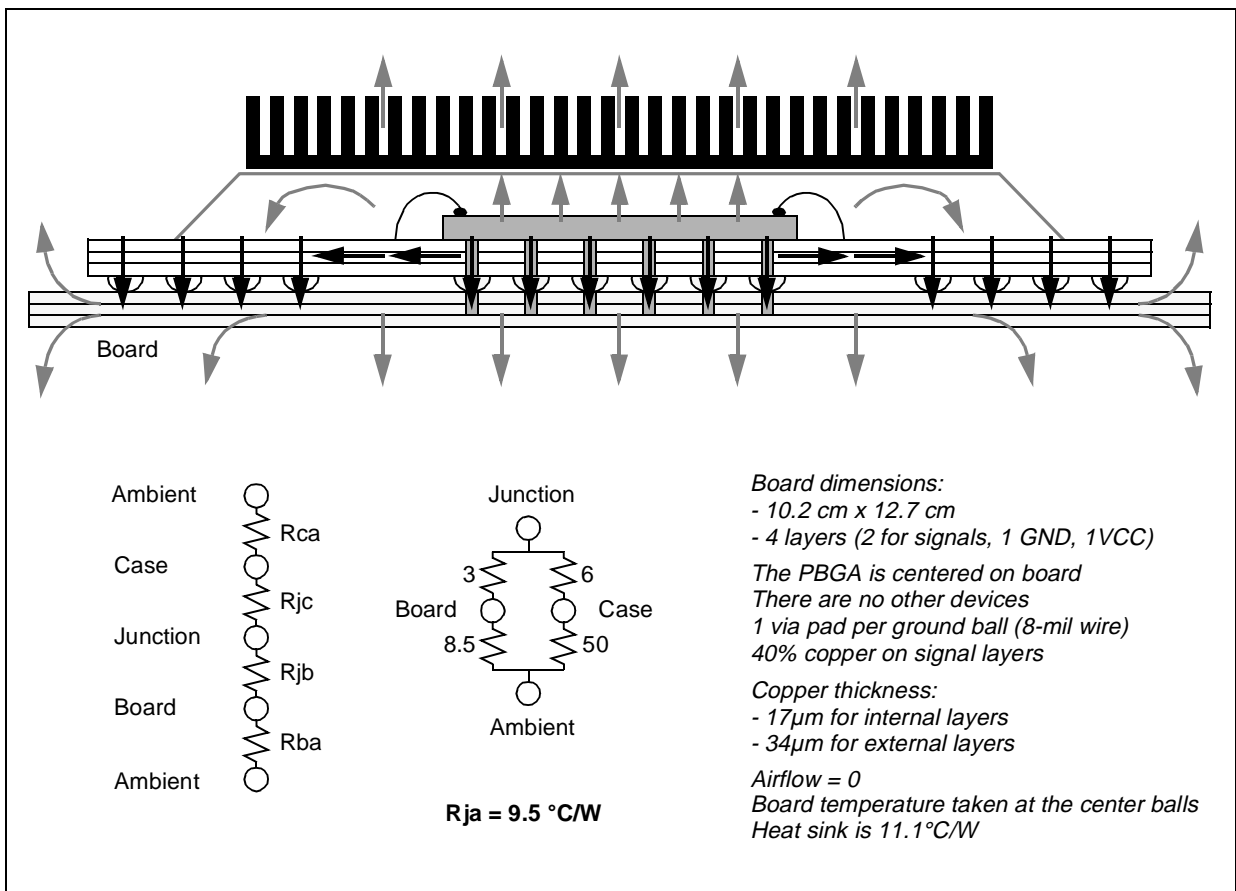 Board
Ambient
Rca
Case
Rjc
Junction
Rjb
Board
Rba
Ambient
Junction
3
6
Board
Case
8.5
50
Ambient
Rja = 9.5 °C/W
Board dimensions:
- 10.2 cm x 12.7 cm
- 4 layers (2 for signals, 1 GND, 1VCC)
The PBGA is centered on board
There are no other devices
1 via pad per ground ball (8-mil wire)
40% copper on signal layers
Copper thickness:
- 17µm for internal layers
- 34µm for external layers
Airflow = 0
Board temperature taken at the center balls
Heat sink is 11.1°C/W